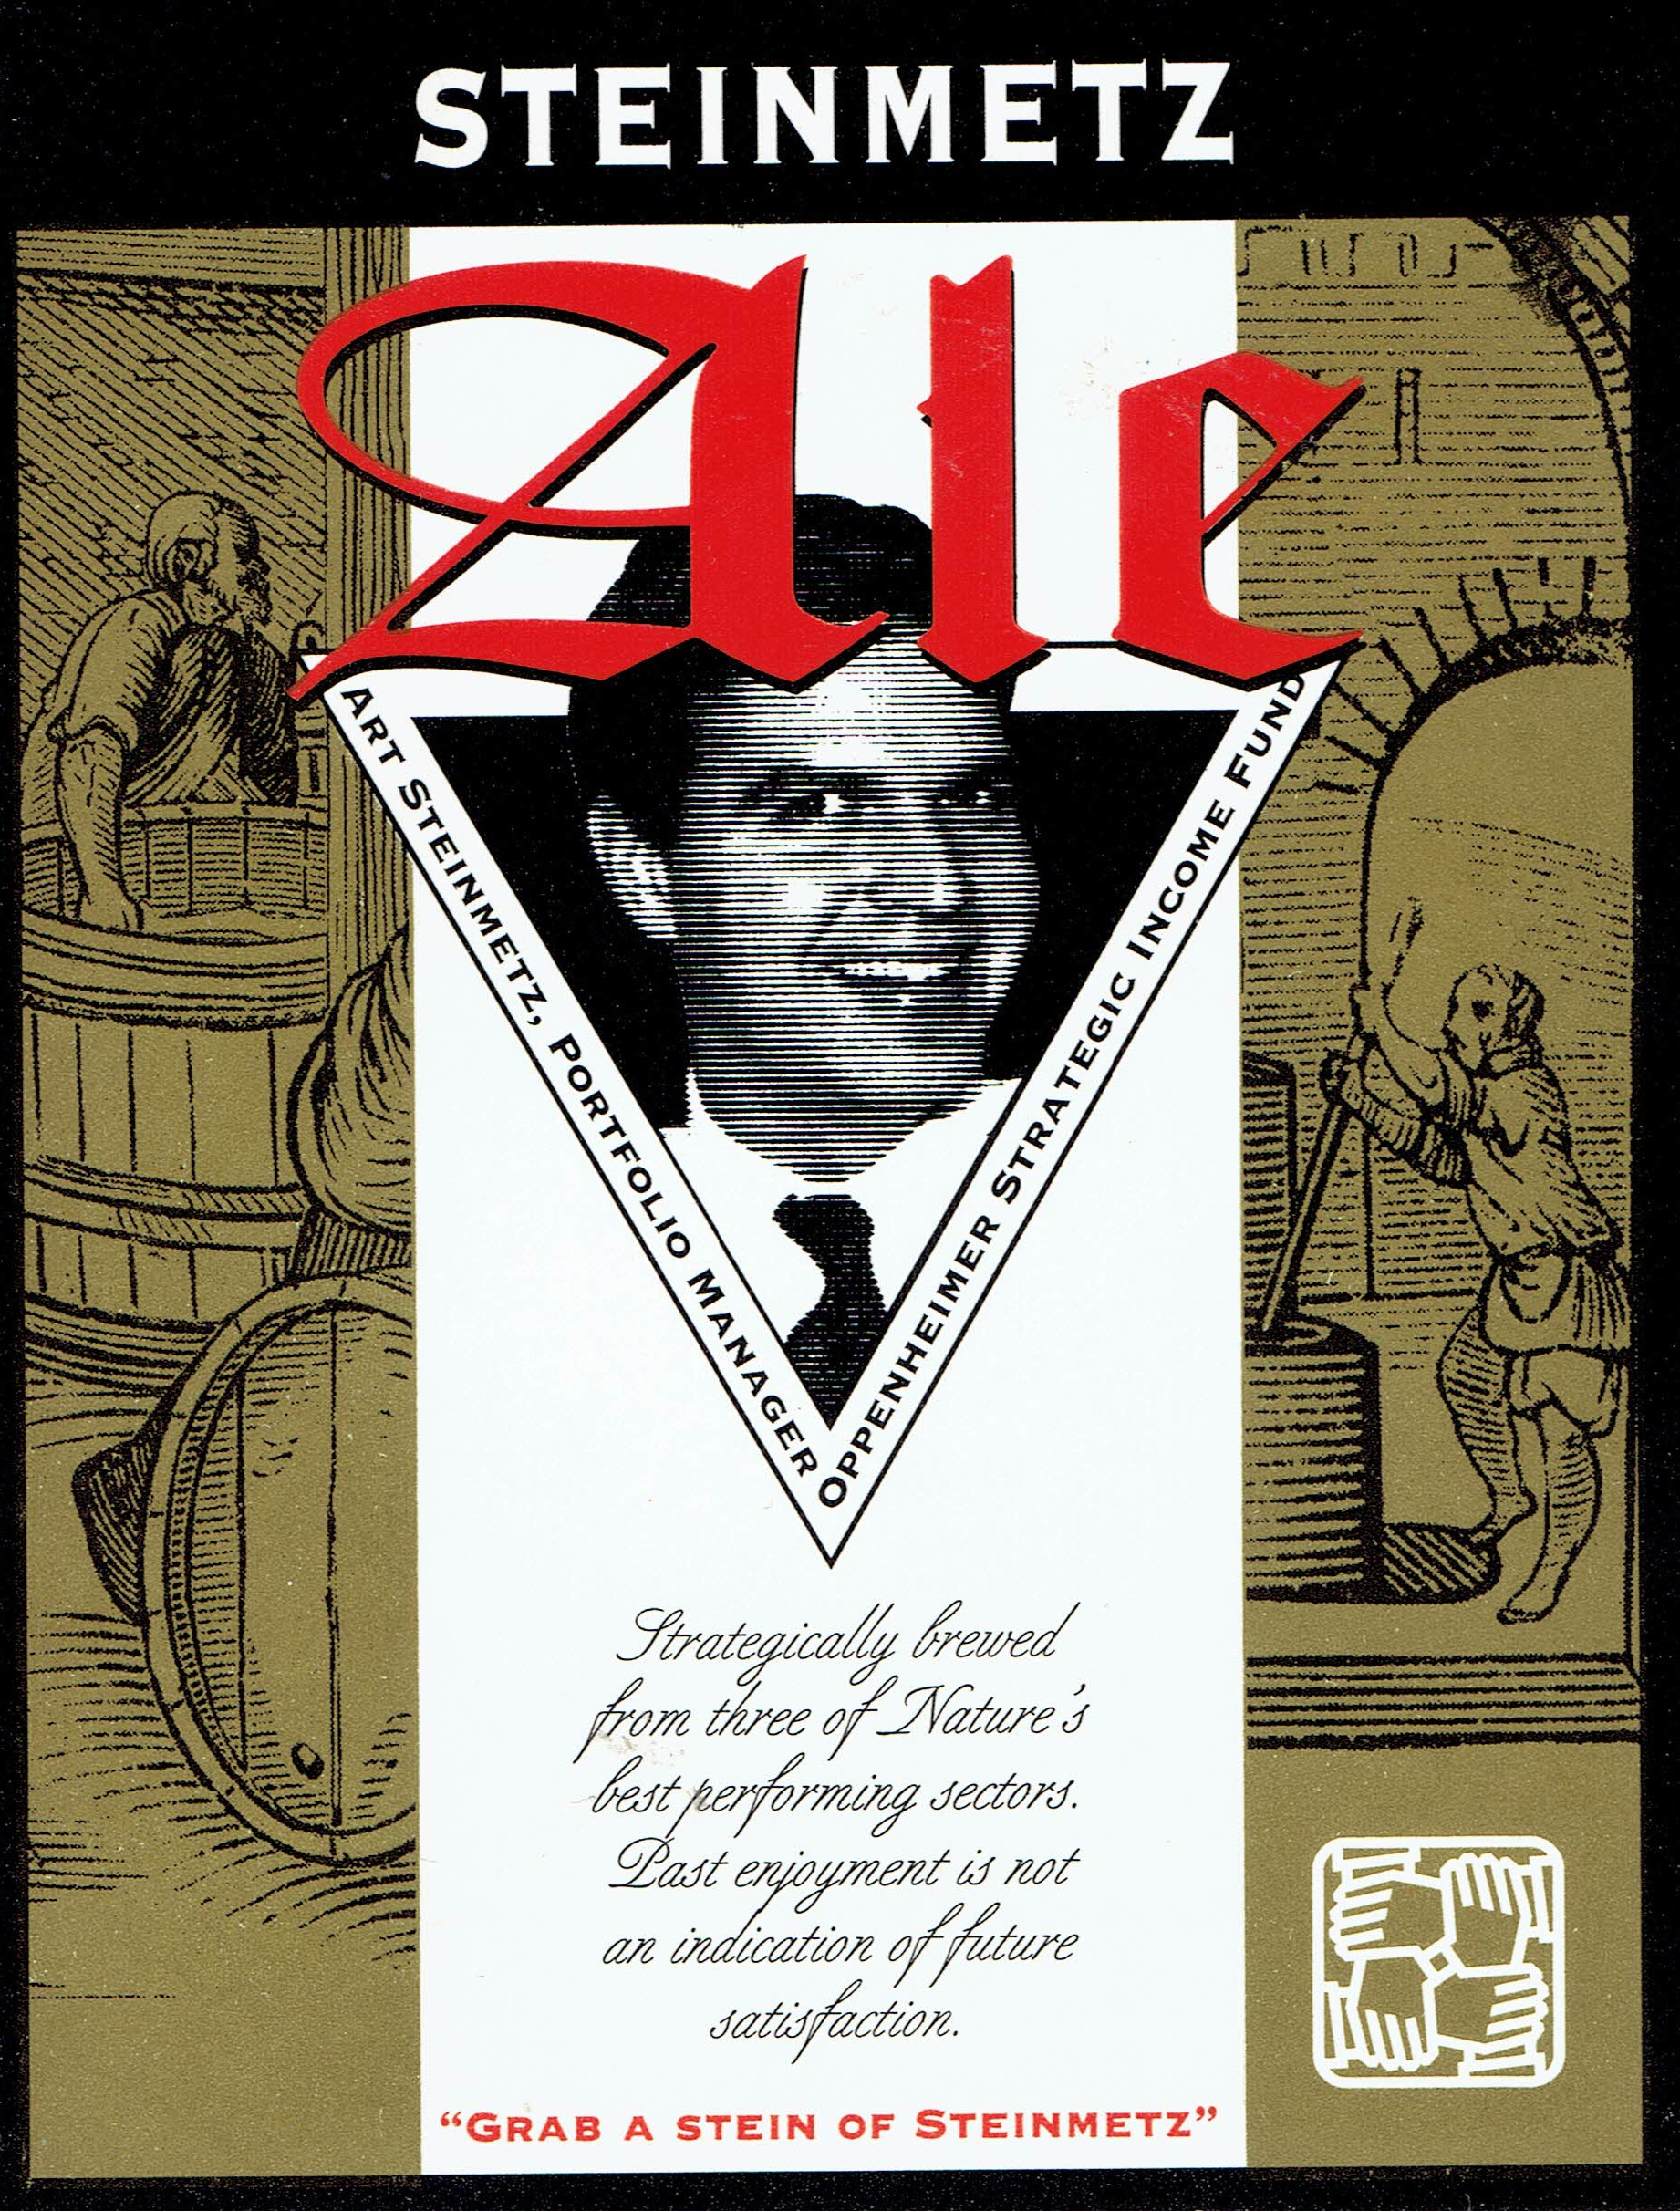 STEINMETZ
Ale
ART STEINMETZ, PORTFOLIO MANAGER
OPPENHEIMER STRATEGIC INCOME FUND
Strategically brewed
from three of Nature's
best performing sectors.
Past enjoyment is not
an indication of future
satisfaction.
“GRAB A STEIN OF STEINMETZ”